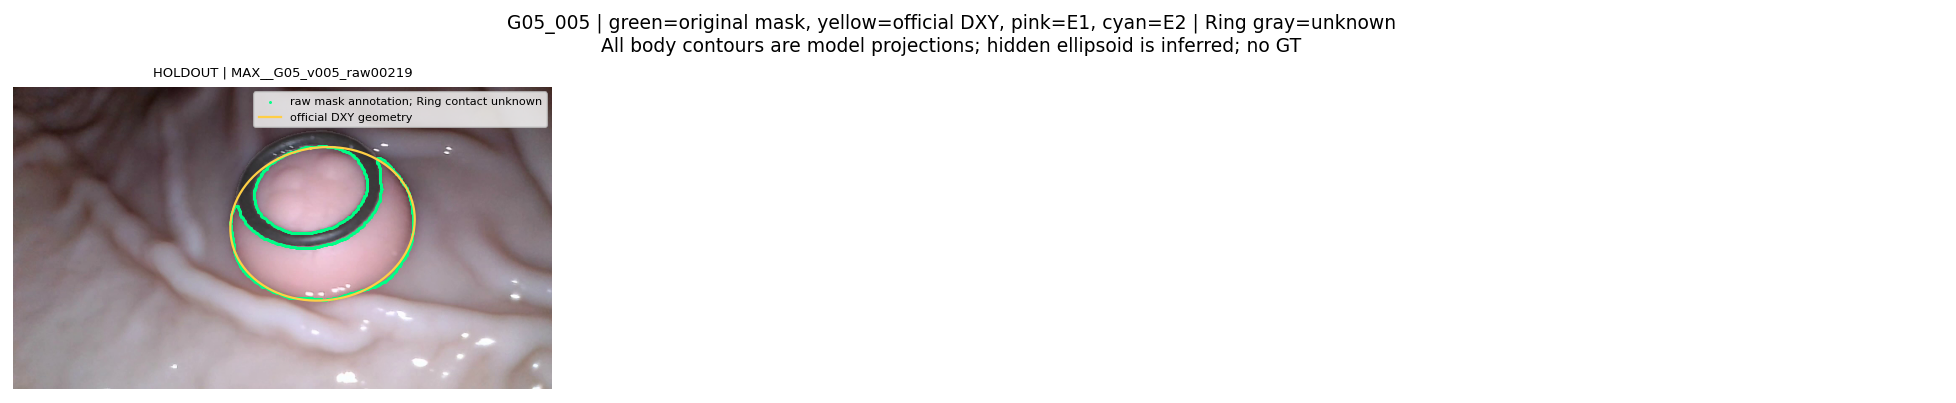 G05_005 | green=original mask, yellow=official DXY, pink=E1, cyan=E2 | Ring gray=unknown
All body contours are model projections; hidden ellipsoid is inferred; no GT
HOLDOUT | MAX__G05_v005_raw00219
raw mask annotation; Ring contact unknown
official DXY geometry